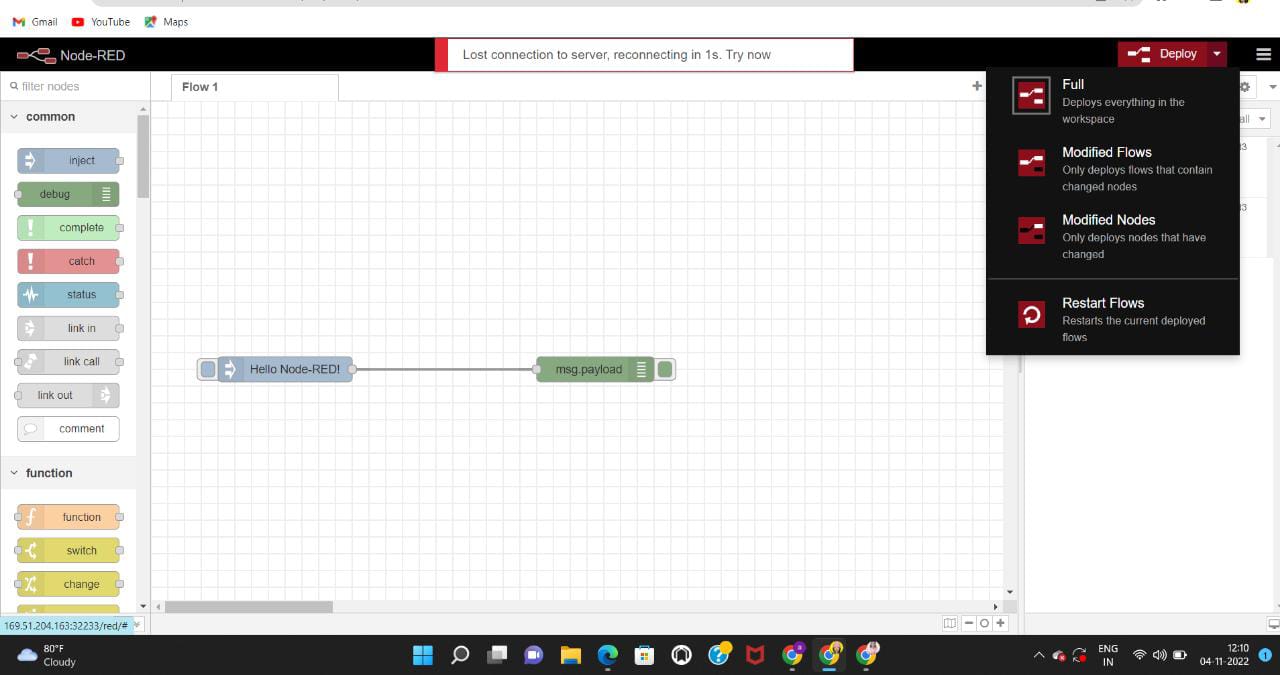 Gmail YouTube Maps
Node-RED
Lost connection to server, reconnecting in 1s. Try now
Deploy
filter nodes
Flow 1
common
inject
debug
complete
catch
status
link in
link call
link out
comment
function
function
switch
change
Hello Node-RED!
msg.payload
Full
Deploys everything in the
workspace
Modified Flows
Only deploys flows that contain
changed nodes
Modified Nodes
Only deploys nodes that have
changed
Restart Flows
Restarts the current deployed
flows
all
169.51.204.163:32233/red/#
80°F
Cloudy
ENG
IN
12:10
04-11-2022
1